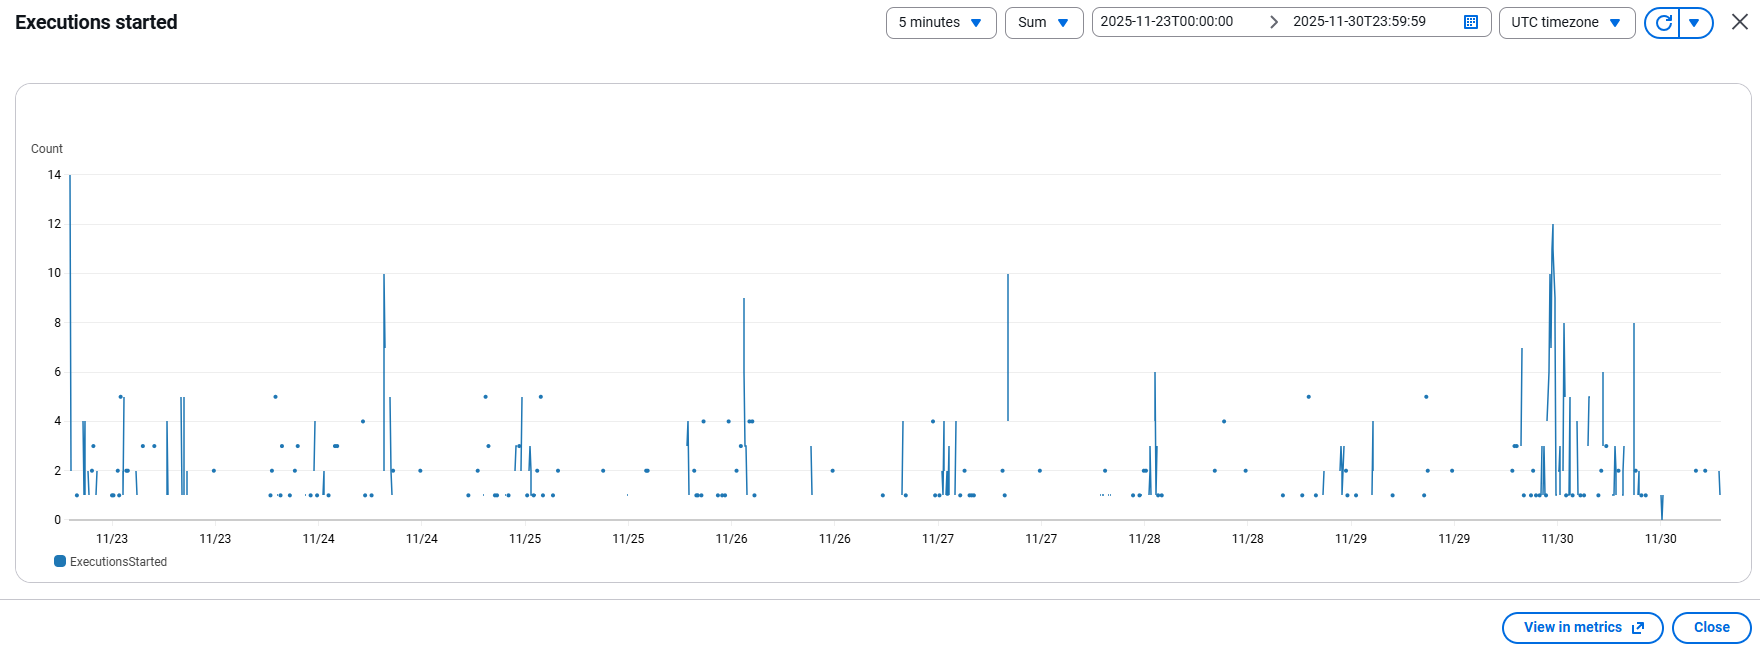 Executions started
5 minutes
Sum
2025-11-23T00:00:00
2025-11-30T23:59:59
UTC timezone
Count
14
12
10
8
6
4
2
0
11/23 11/23 11/24 11/24 11/25 11/25 11/26 11/26 11/27 11/27 11/28 11/28 11/29 11/29 11/30 11/30
ExecutionsStarted
View in metrics
Close